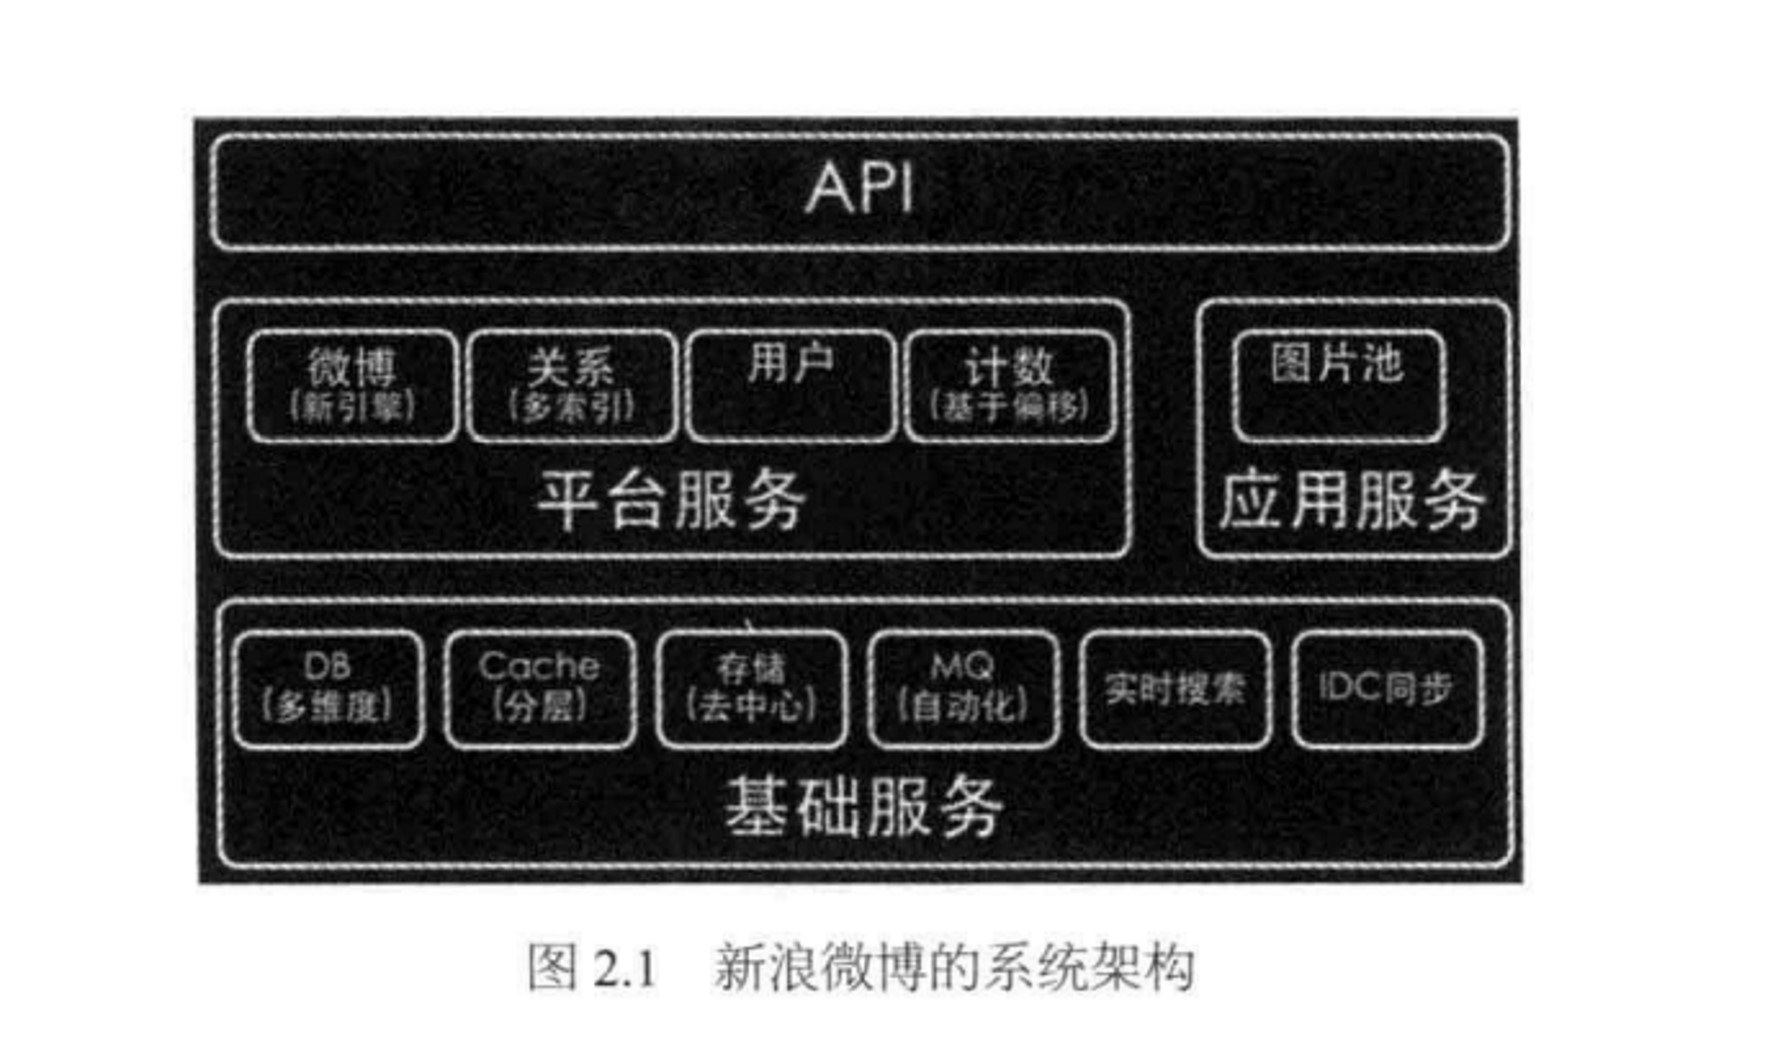 API
微博
(新引擎)
关系
(多索引)
用户
计数
(基于偏移)
图片池
平台服务
应用服务
DB
(多维度)
Cache
(分层)
存储
(去中心)
MQ
(自动化)
实时搜索
IDC同步
基础服务
图 2.1 新浪微博的系统架构